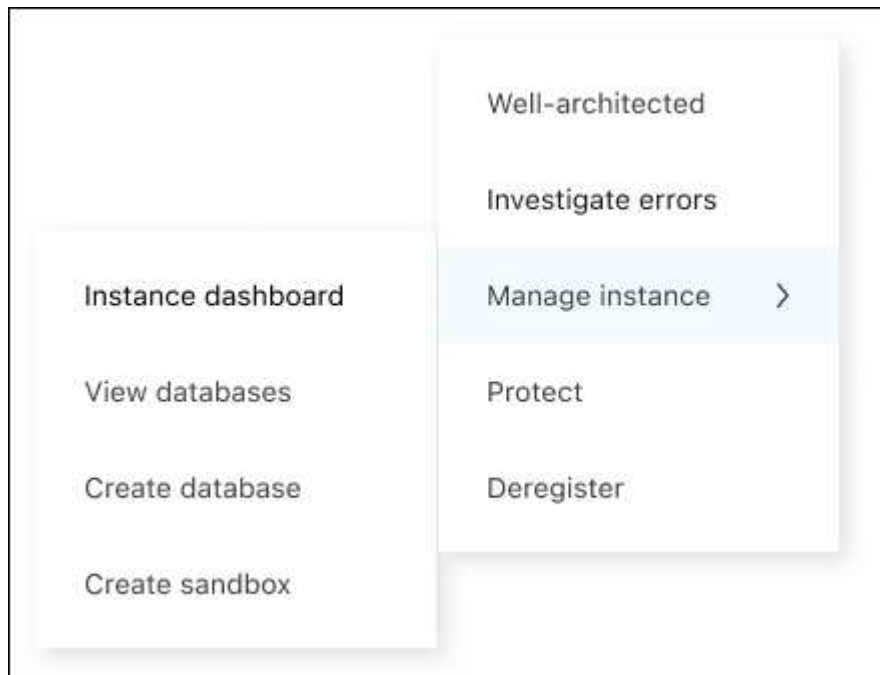 Well-architected
Investigate errors
Manage instance
Protect
Deregister
Instance dashboard
View databases
Create database
Create sandbox